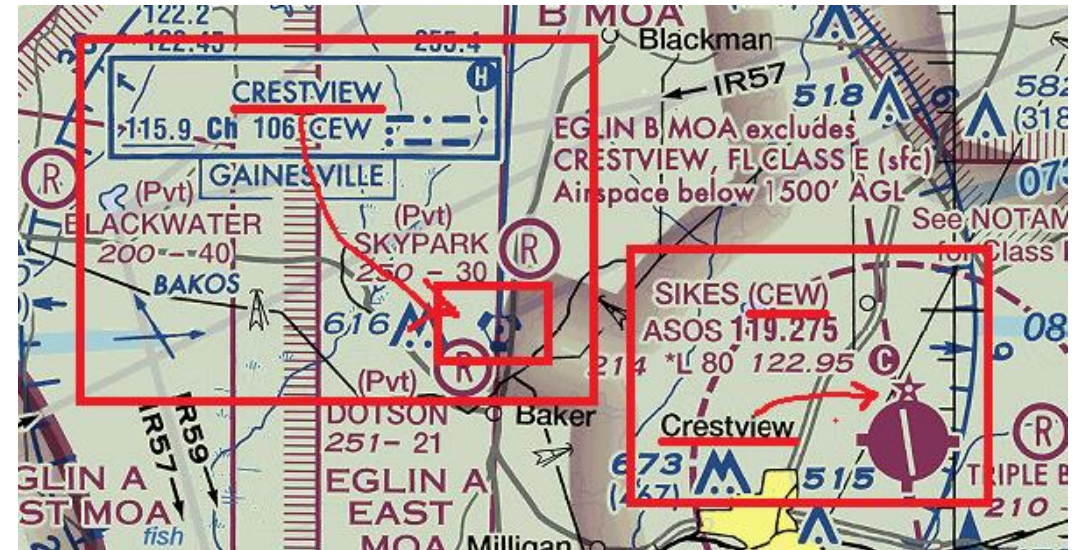 122.2
122.45
255.4
B MOA
Blackman
IR57
582
(318
518
H
CRESTVIEW
115.9 Ch 106 CEW
GAINESVILLE
EGLIN B MOA excludes
CRESTVIEW, FL CLASS E (sfc)
Airspace below 1500' AGL
073
See NOTAM
for Class
R
(Pvt)
BLACKWATER
200 - 40
(Pvt)
SKYPARK
250 - 30
R
BAKOS
616
R
SIKES (CEW)
ASOS 119.275
*L 80 122.95 C
214
08
(Pvt)
DOTSON
251 - 21
Baker
Crestview
R
TRIPLE B
210 -
673
(467)
515
IR59
IR57
EGLIN A
EAST
MOA
GLIN A
ST MOA
fish
Milligan